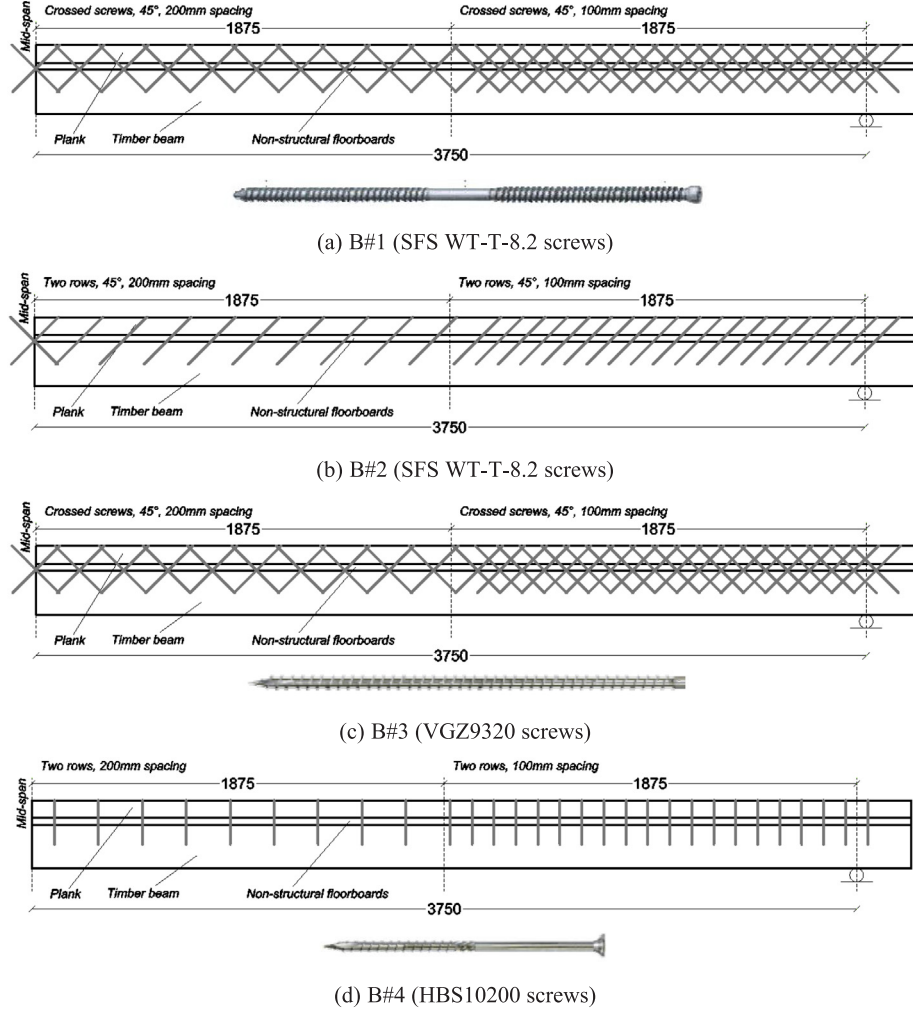 Crossed screws, 45°, 200mm spacing Crossed screws, 45°, 100mm spacing
1875 1875
Mid-span
Plank Timber beam Non-structural floorboards
3750
(a) B#1 (SFS WT-T-8.2 screws)
Two rows, 45°, 200mm spacing Two rows, 45°, 100mm spacing
1875 1875
Mid-span
Plank Timber beam Non-structural floorboards
3750
(b) B#2 (SFS WT-T-8.2 screws)
Crossed screws, 45°, 200mm spacing Crossed screws, 45°, 100mm spacing
1875 1875
Mid-span
Plank Timber beam Non-structural floorboards
3750
(c) B#3 (VGZ9320 screws)
Two rows, 200mm spacing Two rows, 100mm spacing
1875 1875
Mid-span
Plank Timber beam Non-structural floorboards
3750
(d) B#4 (HBS10200 screws)